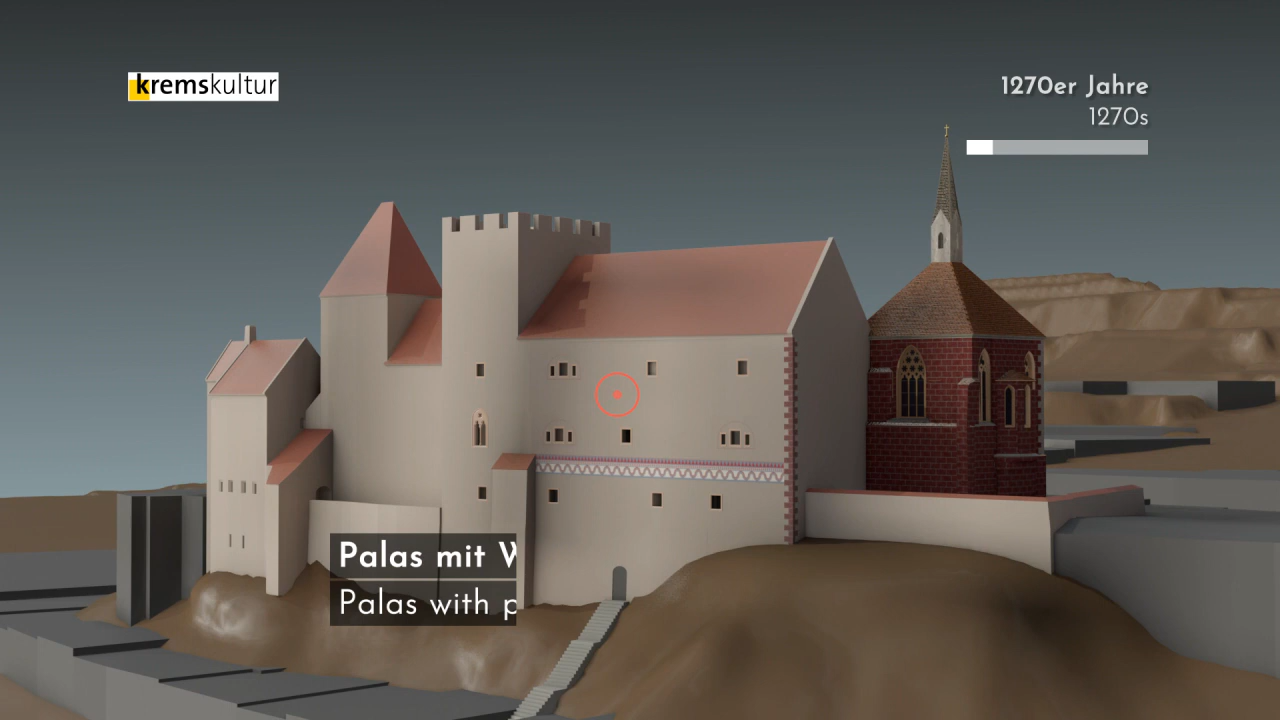 kremskultur
1270er Jahre
1270s
Palas mit
Palas with